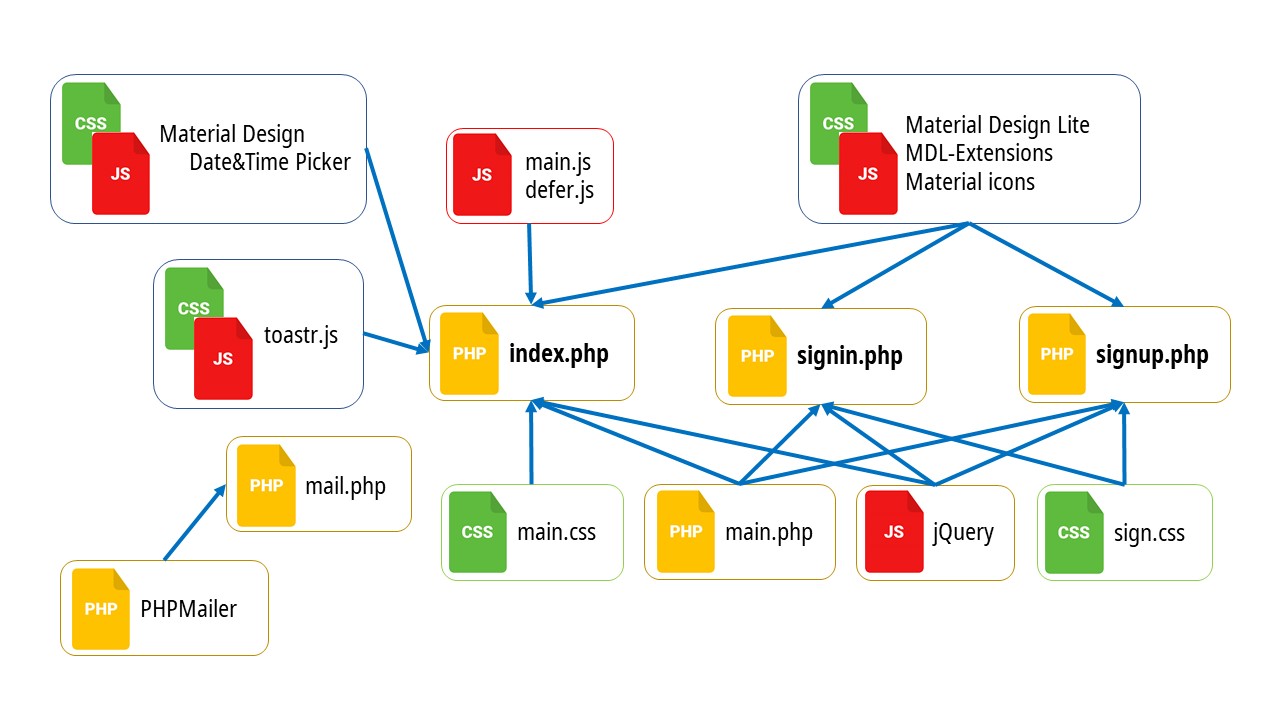 CSS
JS
Material Design
Date&Time Picker
JS
main.js
defer.js
CSS
JS
Material Design Lite
MDL-Extensions
Material icons
CSS
JS
toastr.js
PHP
index.php
PHP
signin.php
PHP
signup.php
PHP
mail.php
CSS
main.css
PHP
main.php
JS
jQuery
CSS
sign.css
PHP
PHPMailer